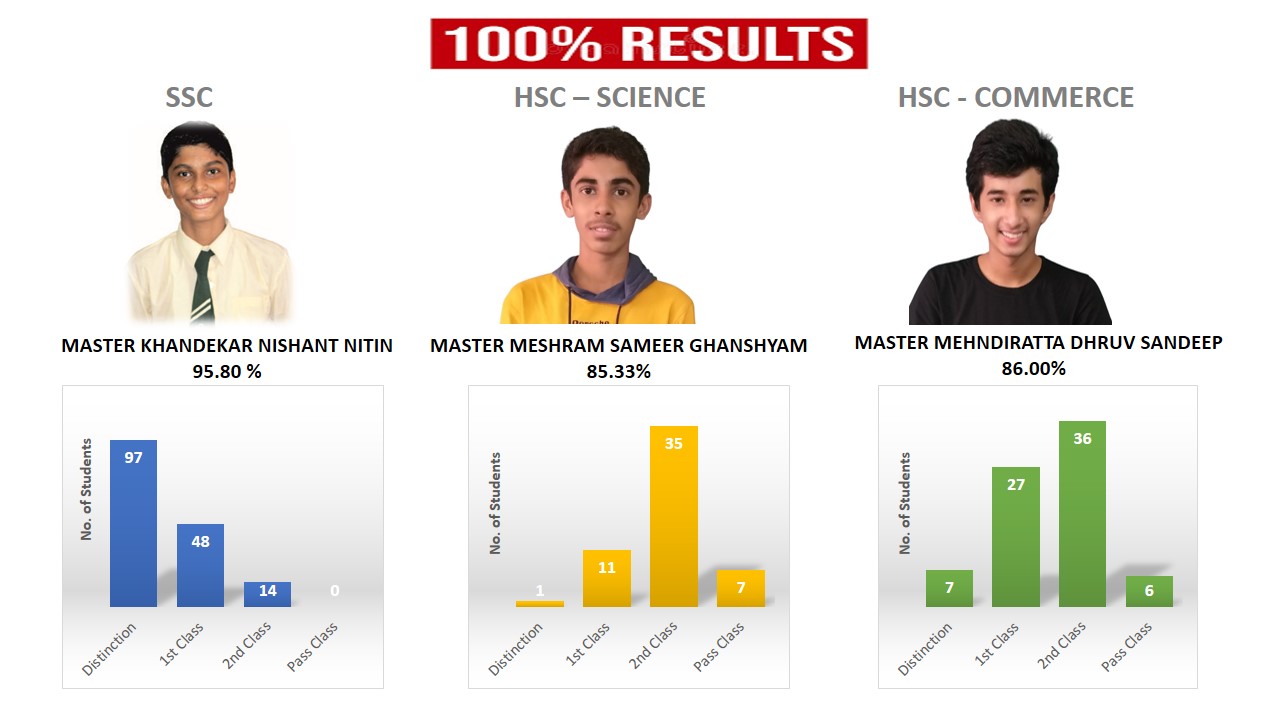 100% RESULTS
SSC
HSC – SCIENCE
HSC - COMMERCE
MASTER KHANDEKAR NISHANT NITIN
95.80 %
MASTER MESHRAM SAMEER GHANSHYAM
85.33%
MASTER MEHNDIRATTA DHRUV SANDEEP
86.00%
No. of Students
97
48
14
0
Distinction
1st Class
2nd Class
Pass Class
No. of Students
1
11
35
7
Distinction
1st Class
2nd Class
Pass Class
No. of Students
7
27
36
6
Distinction
1st Class
2nd Class
Pass Class